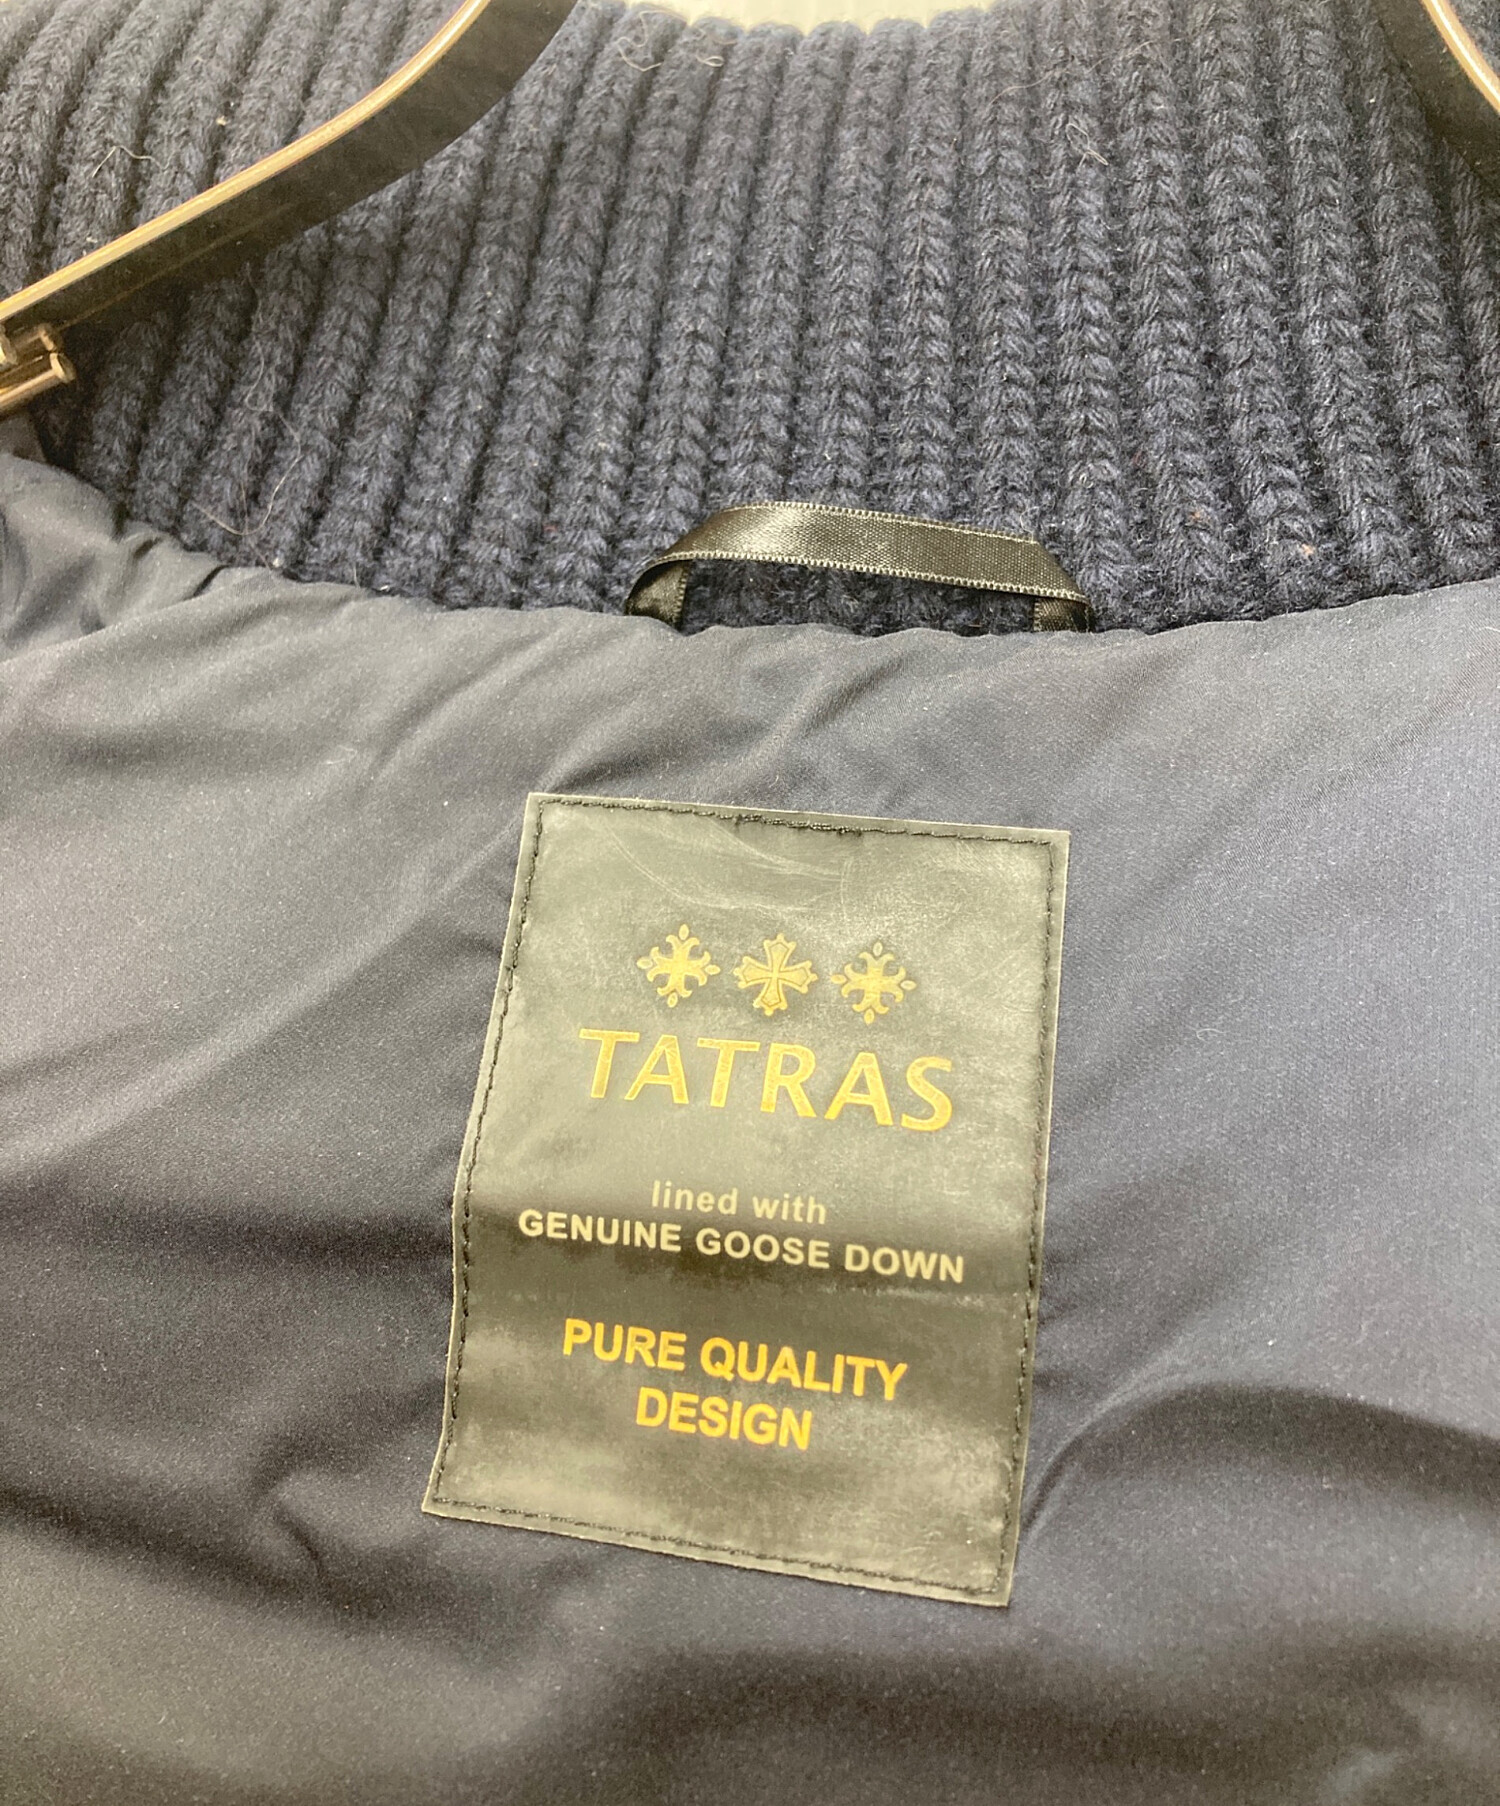 TATRAS
lined with
GENUINE GOOSE DOWN
PURE QUALITY
DESIGN